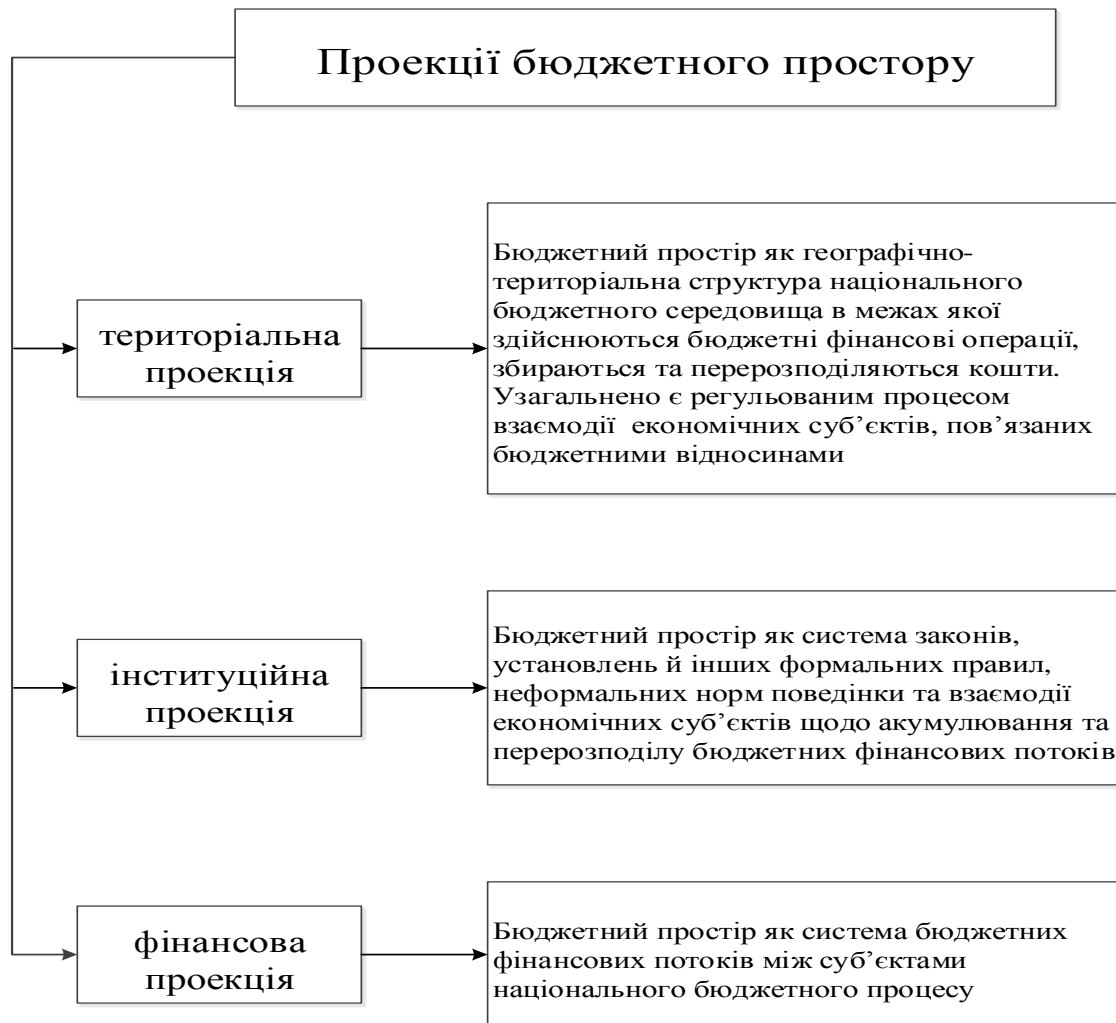 Проекції бюджетного простору
територіальна
проекція
Бюджетний простір як географічно-
територіальна структура національного
бюджетного середовища в межах якої
здійснюються бюджетні фінансові операції,
збираються та перерозподіляються кошти.
Узагальнено є регульованим процесом
взаємодії економічних суб’єктів, пов’язаних
бюджетними відносинами
інституційна
проекція
Бюджетний простір як система законів,
установлень й інших формальних правил,
неформальних норм поведінки та взаємодії
економічних суб’єктів щодо акумулювання та
перерозподілу бюджетних фінансових потоків
фінансова
проекція
Бюджетний простір як система бюджетних
фінансових потоків між суб’єктами
національного бюджетного процесу